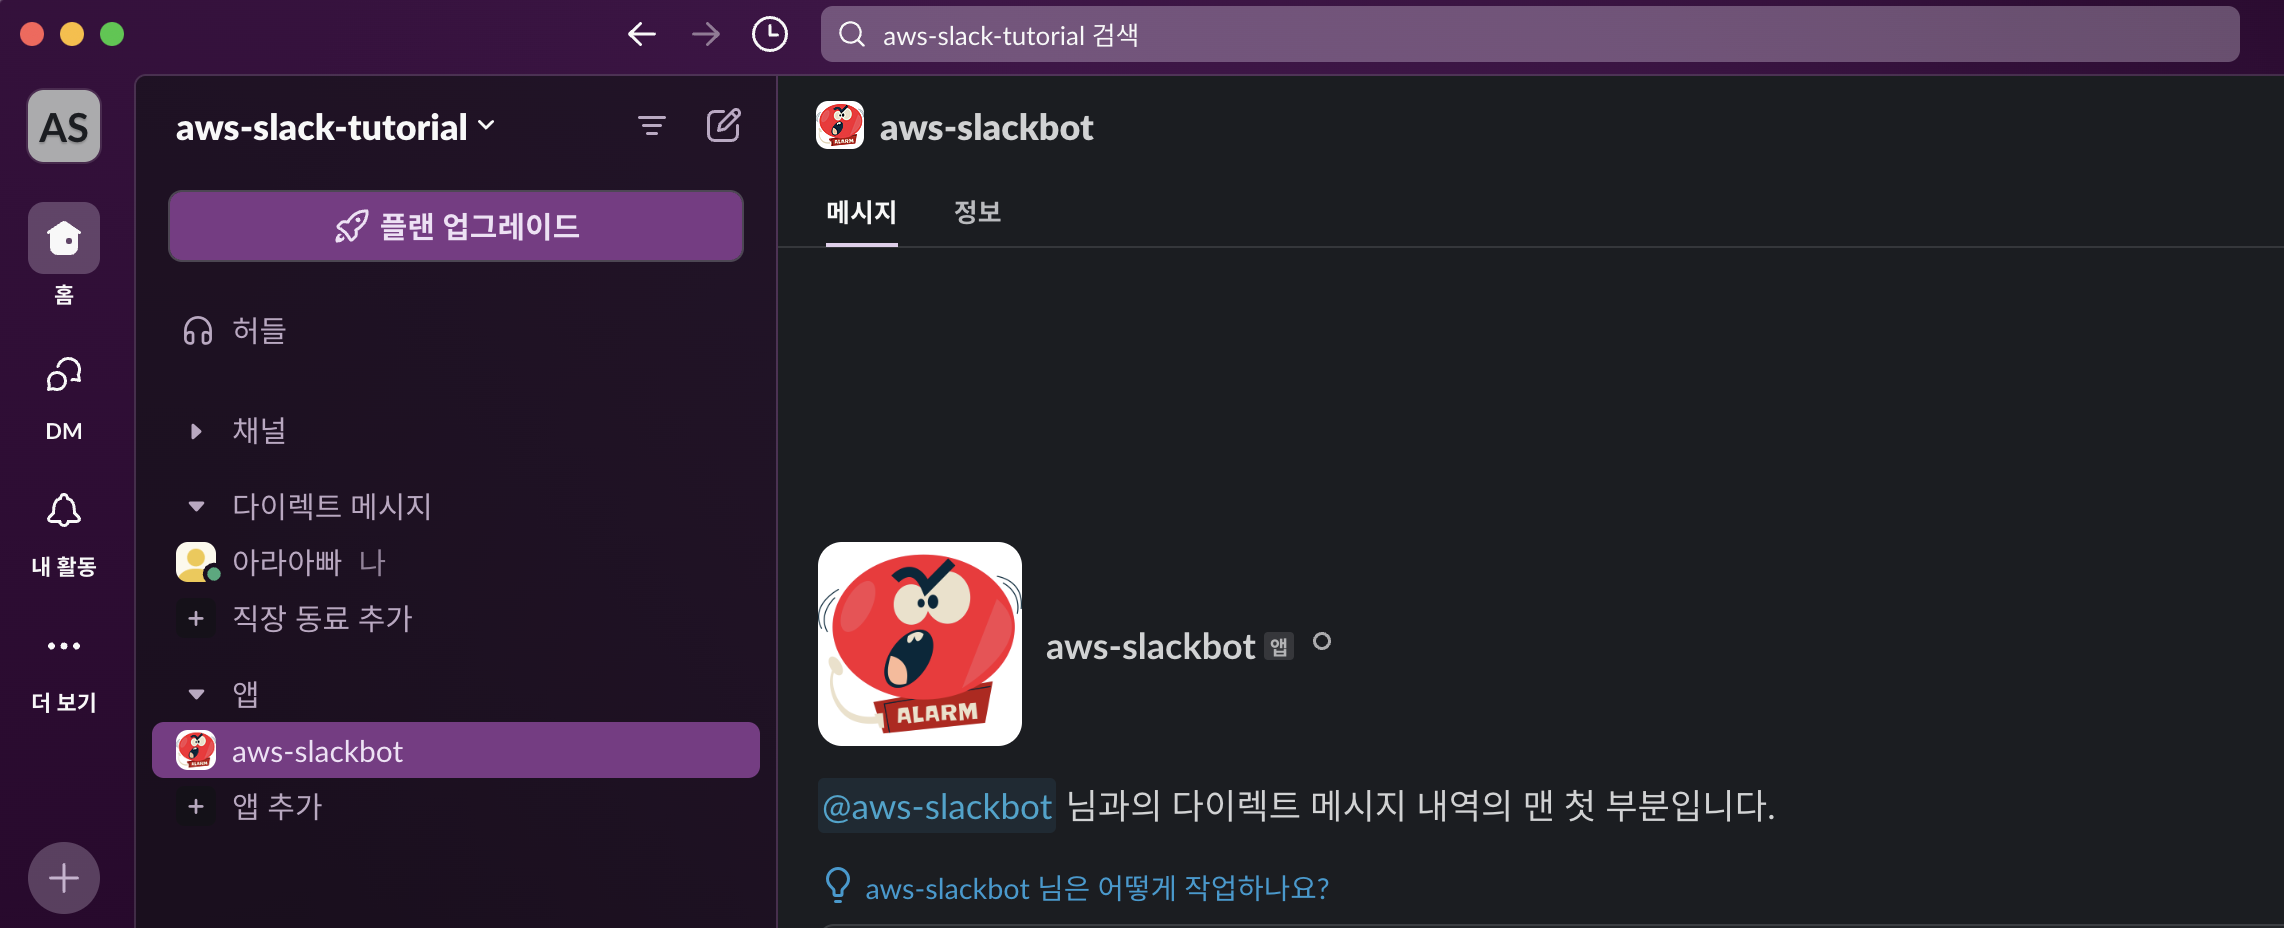 aws-slack-tutorial 검색
AS
홈
DM
내 활동
더 보기
aws-slack-tutorial
플랜 업그레이드
허들
채널
다이렉트 메시지
아라아빠 나
직장 동료 추가
앱
aws-slackbot
앱 추가
aws-slackbot
메시지 정보
ALARM
aws-slackbot 앱
@aws-slackbot 님과의 다이렉트 메시지 내역의 맨 첫 부분입니다.
aws-slackbot 님은 어떻게 작업하나요?